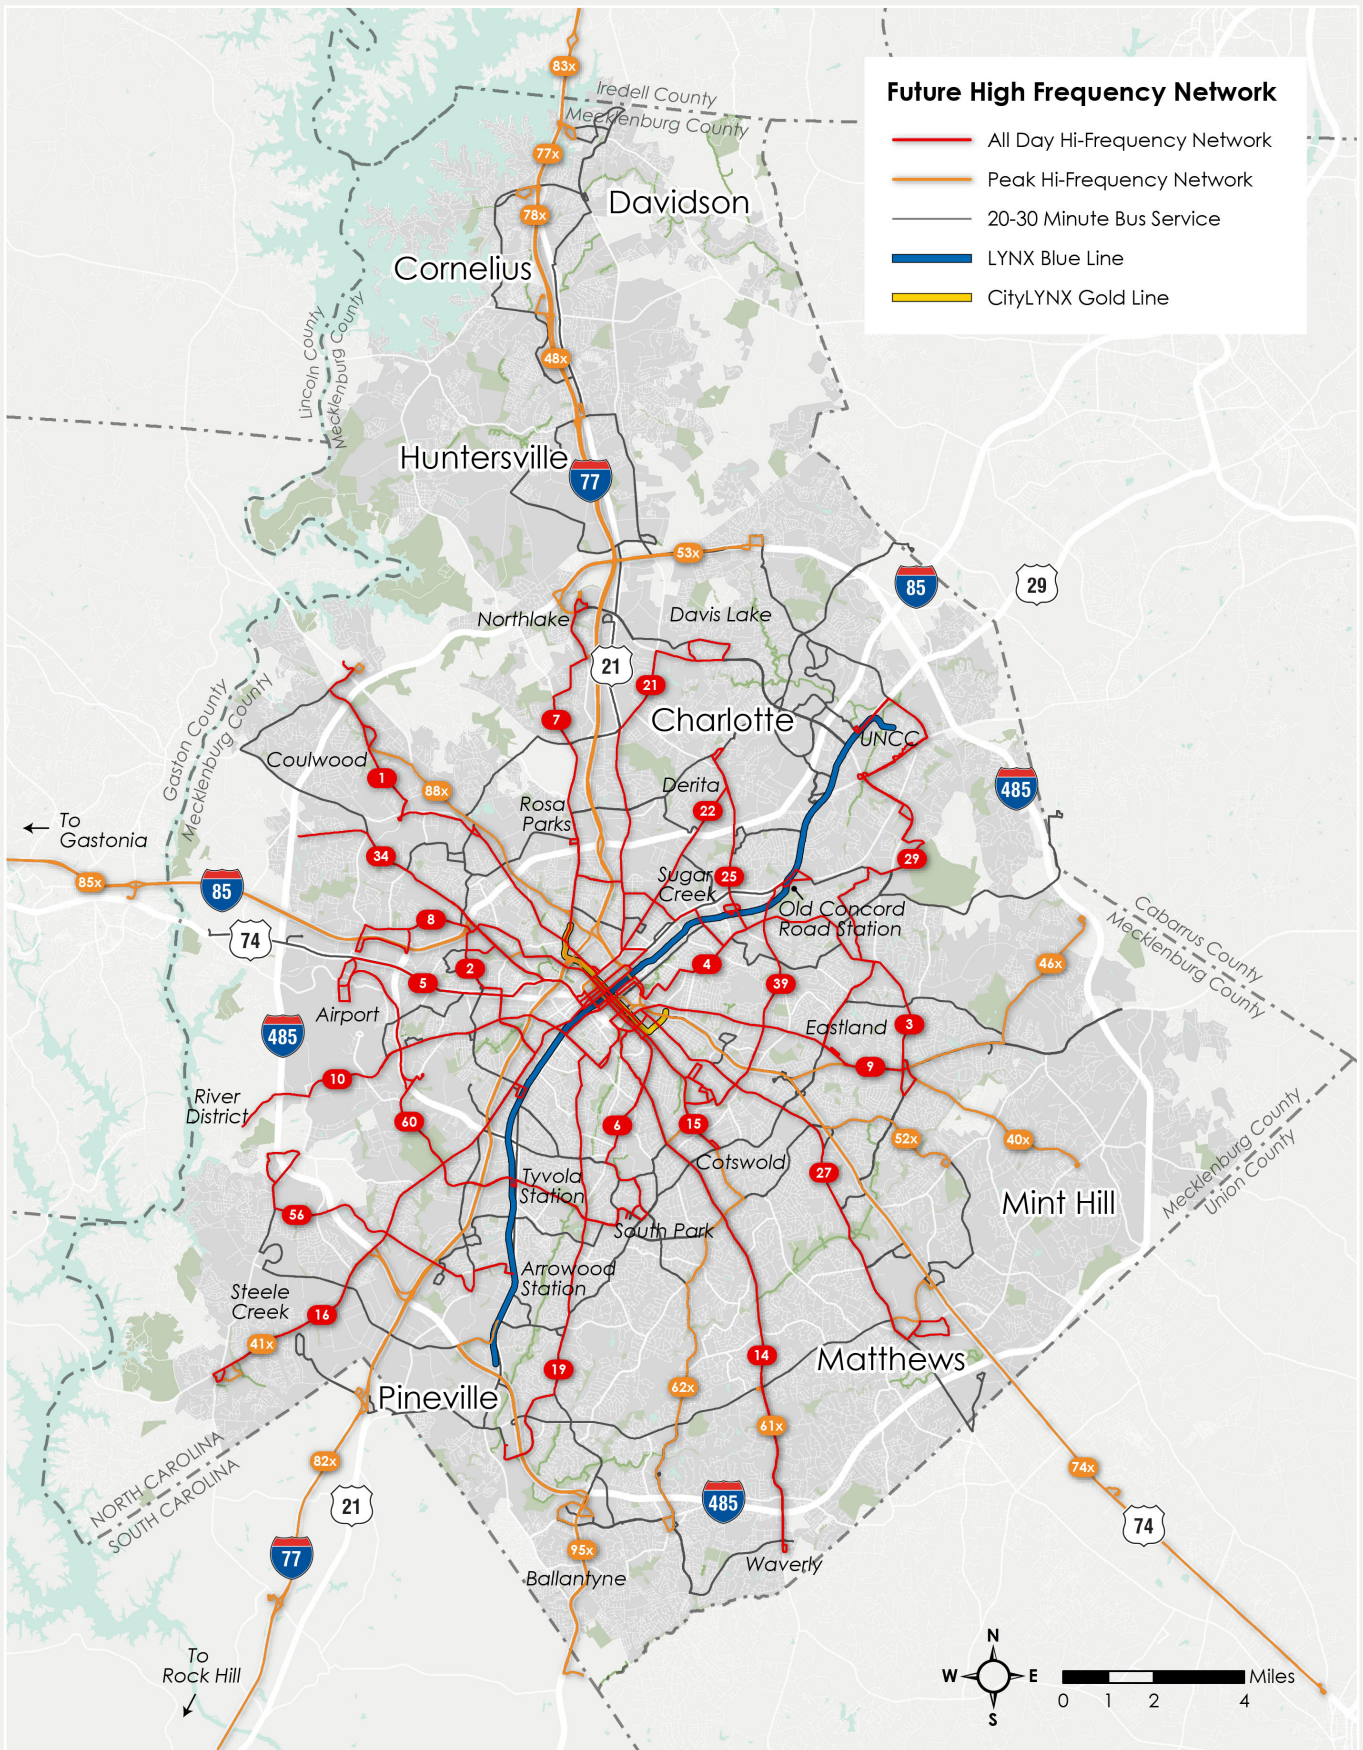 83x
Iredell County
Mecklenburg County
Future High Frequency Network
All Day Hi-Frequency Network
Peak Hi-Frequency Network
20-30 Minute Bus Service
LYNX Blue Line
CityLYNX Gold Line
77x
Davidson
78x
Cornelius
Lincoln County
Mecklenburg County
48x
Huntersville
77
53x
85
29
Northlake
Davis Lake
21
21
7
Charlotte
UNCC
Gaston County
Mecklenburg County
Coulwood
1
88x
Derita
22
485
Rosa
Parks
To
Gastonia
34
29
85x
85
Sugar
Creek
25
Old Concord
Road Station
8
74
Cabarrus County
Mecklenburg County
2
4
46x
5
39
Airport
Eastland
3
485
9
10
River
District
60
6
15
52x
40x
Mecklenburg County
Union County
Cotswold
27
Tyvola
Station
Mint Hill
56
South Park
Arrowood
Station
Steele
Creek
16
41x
19
14
Matthews
Pineville
62x
61x
NORTH CAROLINA
SOUTH CAROLINA
82x
74x
21
485
74
77
95x
Waverly
Ballantyne
To
Rock Hill
N
W
E
S
Miles
0
1
2
4